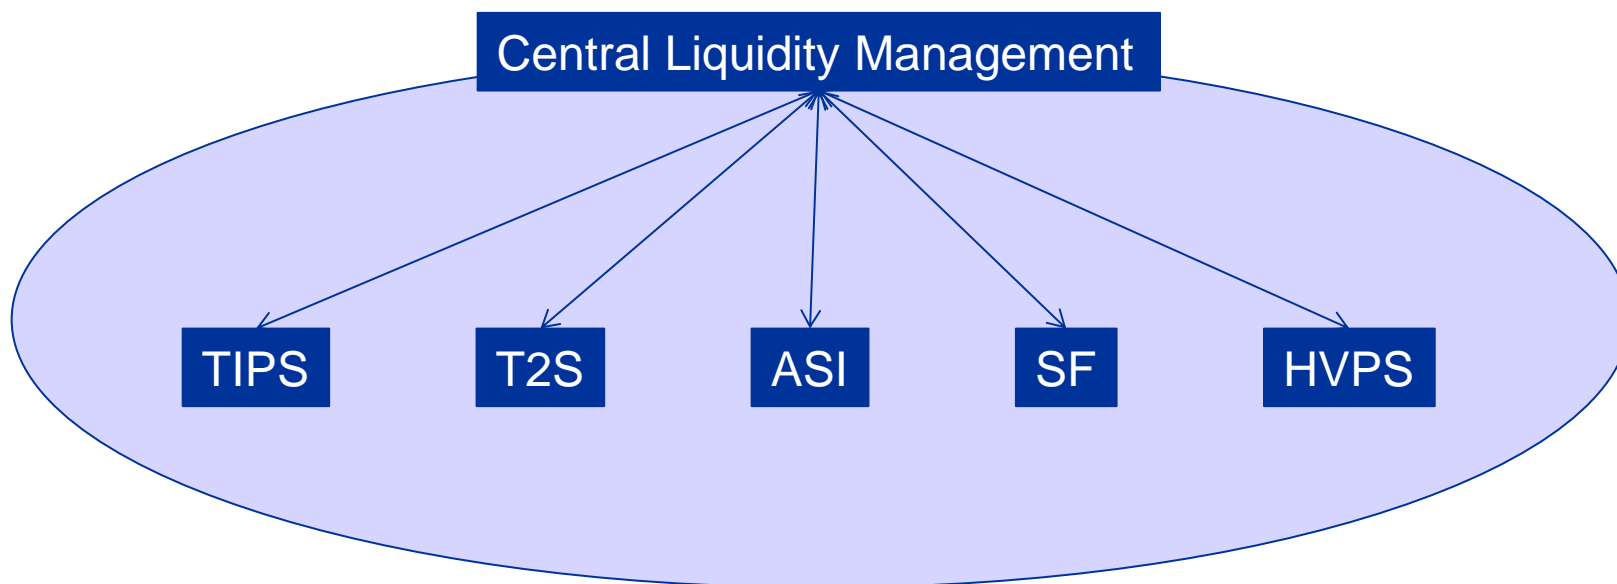 Central Liquidity Management
TIPS
T2S
ASI
SF
HVPS